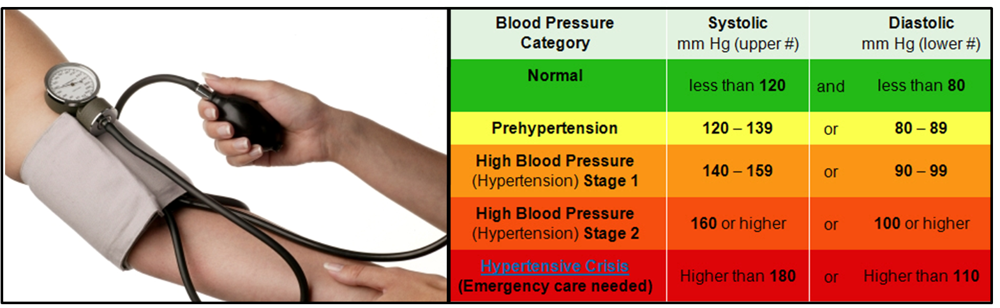 Blood Pressure
Category
Systolic
mm Hg (upper #)
Diastolic
mm Hg (lower #)
Normal
less than 120
and
less than 80
Prehypertension
120 – 139
or
80 – 89
High Blood Pressure
(Hypertension) Stage 1
140 – 159
or
90 – 99
High Blood Pressure
(Hypertension) Stage 2
160 or higher
or
100 or higher
Hypertensive Crisis
(Emergency care needed)
Higher than 180
or
Higher than 110